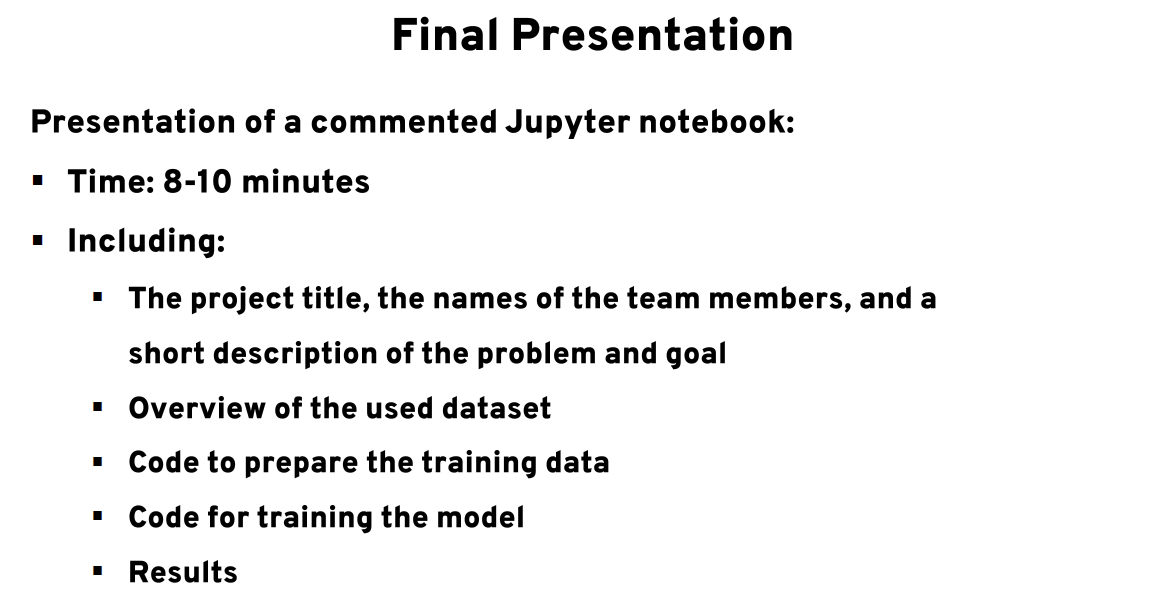 Final Presentation
Presentation of a commented Jupyter notebook:
▪ Time: 8-10 minutes
▪ Including:
▪ The project title, the names of the team members, and a
short description of the problem and goal
▪ Overview of the used dataset
▪ Code to prepare the training data
▪ Code for training the model
▪ Results